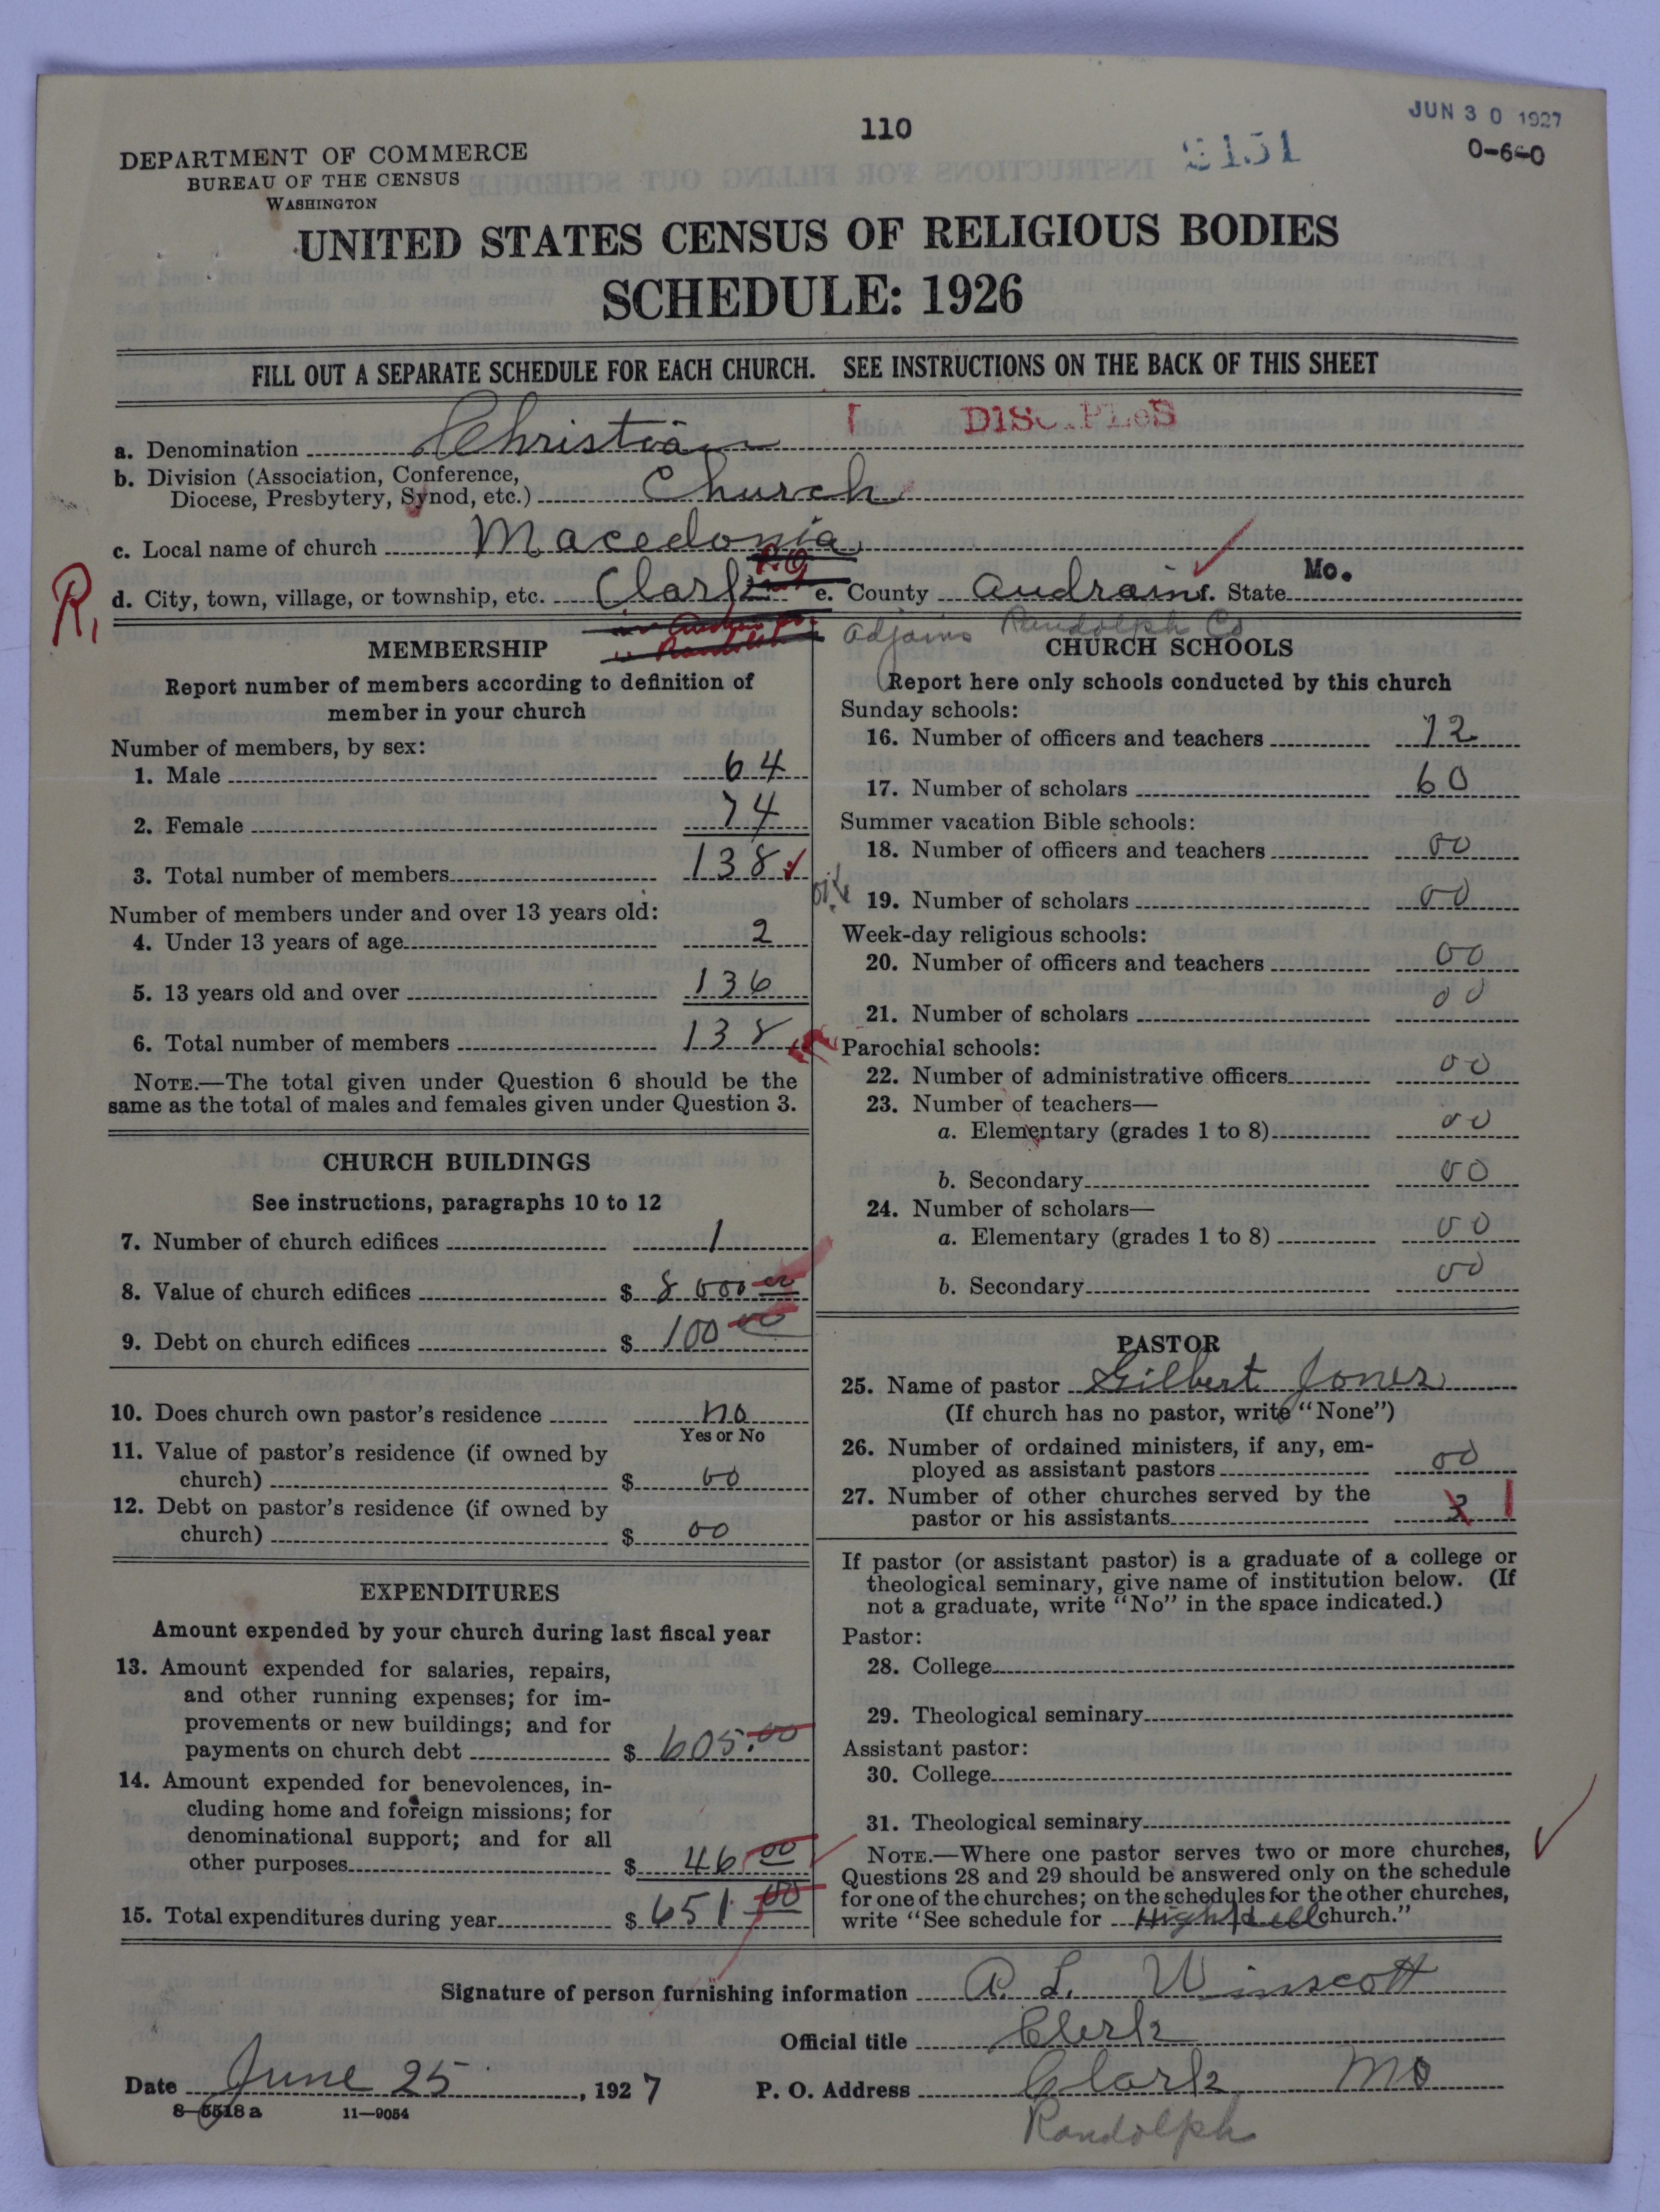 110
JUN 30 1927
0-6-0
DEPARTMENT OF COMMERCE
BUREAU OF THE CENSUS
WASHINGTON
UNITED STATES CENSUS OF RELIGIOUS BODIES
SCHEDULE: 1926
FILL OUT A SEPARATE SCHEDULE FOR EACH CHURCH. SEE INSTRUCTIONS ON THE BACK OF THIS SHEET
a. Denomination Christian
b. Division (Association, Conference,
Diocese, Presbytery, Synod, etc.) Church
c. Local name of church Macedonia
R,
d. City, town, village, or township, etc. Clark P.O. e. County Audrain f. State Mo.
adjoins Randolph Co
MEMBERSHIP
Report number of members according to definition of
member in your church
Number of members, by sex:
1. Male 64
2. Female 74
3. Total number of members 138
Number of members under and over 13 years old:
4. Under 13 years of age 2
5. 13 years old and over 136
6. Total number of members 138
NOTE.—The total given under Question 6 should be the
same as the total of males and females given under Question 3.
CHURCH BUILDINGS
See instructions, paragraphs 10 to 12
7. Number of church edifices 1
8. Value of church edifices $ 8000 00
9. Debt on church edifices $ 100 00
10. Does church own pastor's residence no
Yes or No
11. Value of pastor's residence (if owned by
church) $ 00
12. Debt on pastor's residence (if owned by
church) $ 00
EXPENDITURES
Amount expended by your church during last fiscal year
13. Amount expended for salaries, repairs,
and other running expenses; for im-
provements or new buildings; and for
payments on church debt $ 605.00
14. Amount expended for benevolences, in-
cluding home and foreign missions; for
denominational support; and for all
other purposes $ 46 00
15. Total expenditures during year $ 651 00
CHURCH SCHOOLS
Report here only schools conducted by this church
Sunday schools:
16. Number of officers and teachers 12
17. Number of scholars 60
Summer vacation Bible schools:
18. Number of officers and teachers 00
19. Number of scholars 00
Week-day religious schools:
20. Number of officers and teachers 00
21. Number of scholars 00
Parochial schools:
22. Number of administrative officers 00
23. Number of teachers—
a. Elementary (grades 1 to 8) 00
b. Secondary 00
24. Number of scholars—
a. Elementary (grades 1 to 8) 00
b. Secondary 00
PASTOR
25. Name of pastor Gilbert Jones
(If church has no pastor, write "None")
26. Number of ordained ministers, if any, em-
ployed as assistant pastors 00
27. Number of other churches served by the
pastor or his assistants 1
If pastor (or assistant pastor) is a graduate of a college or
theological seminary, give name of institution below. (If
not a graduate, write "No" in the space indicated.)
Pastor:
28. College
29. Theological seminary
Assistant pastor:
30. College
31. Theological seminary
NOTE.—Where one pastor serves two or more churches,
Questions 28 and 29 should be answered only on the schedule
for one of the churches; on the schedules for the other churches,
write "See schedule for church."
Signature of person furnishing information A. L. Winscott
Official title Clerk
Date June 25, 1927 P. O. Address Clark Mo
8-5518 a 11—9054
Randolph